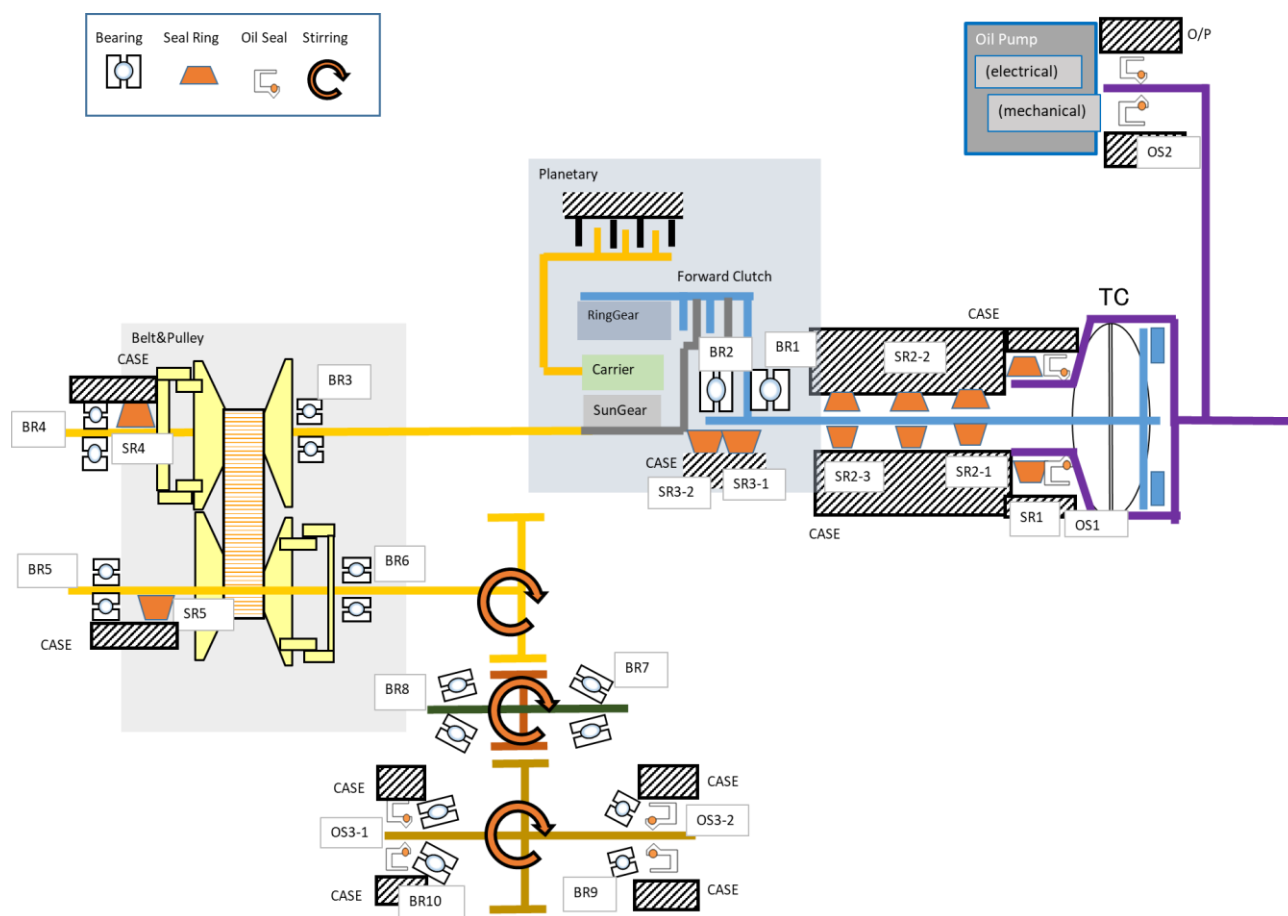 Bearing
Seal Ring
Oil Seal
Stirring
Oil Pump
(electrical)
(mechanical)
O/P
OS2
Planetary
Forward Clutch
RingGear
Carrier
SunGear
BR2
BR1
CASE
SR3-2
SR3-1
CASE
TC
SR2-2
SR2-3
SR2-1
SR1
OS1
CASE
Belt&Pulley
CASE
BR3
BR4
SR4
BR5
BR6
SR5
CASE
BR8
BR7
CASE
CASE
OS3-1
OS3-2
CASE
BR10
BR9
CASE